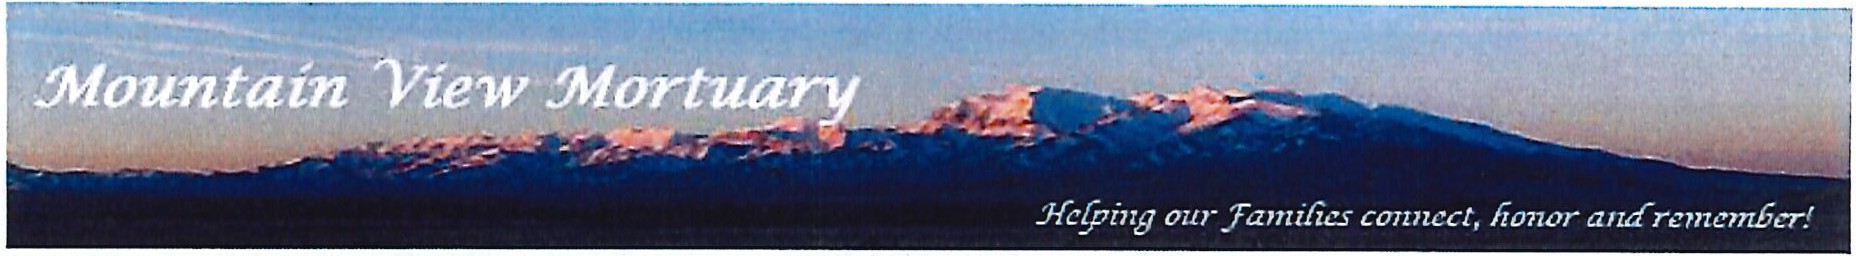 Mountain View Mortuary
Helping our Families connect, honor and remember!